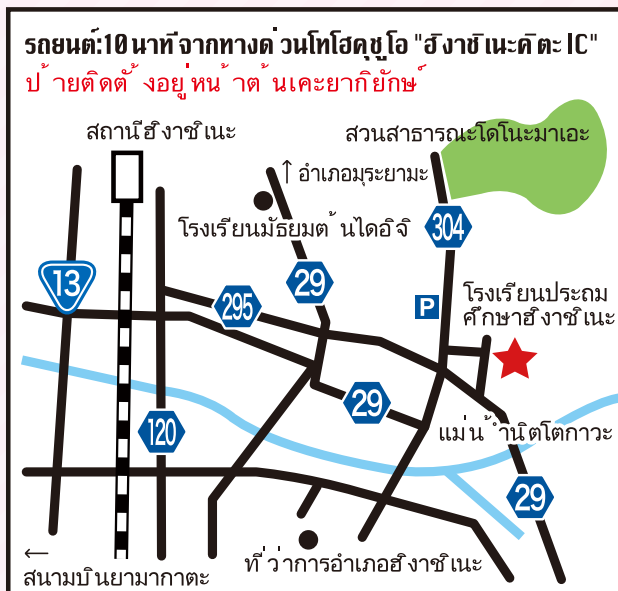 รถยนต์:10 นาทีจากทางด่วนโทโฮคุชูโอ "ฮิงาชิเนะคิตะ IC"
ป้ายติดตั้งอยู่หน้าต้นเคะยากิยักษ์
สถานีฮิงาชิเนะ
สวนสาธารณะโดโนะมาเอะ
↑ อำเภอมุระยามะ
โรงเรียนมัธยมต้นไดอิจิ
304
13
29
295
P
โรงเรียนประถม
ศึกษาฮิงาชิเนะ
29
120
แม่น้ำนิตโตกาวะ
29
←
สนามบินยามากาตะ
ที่ว่าการอำเภอฮิงาชิเนะ